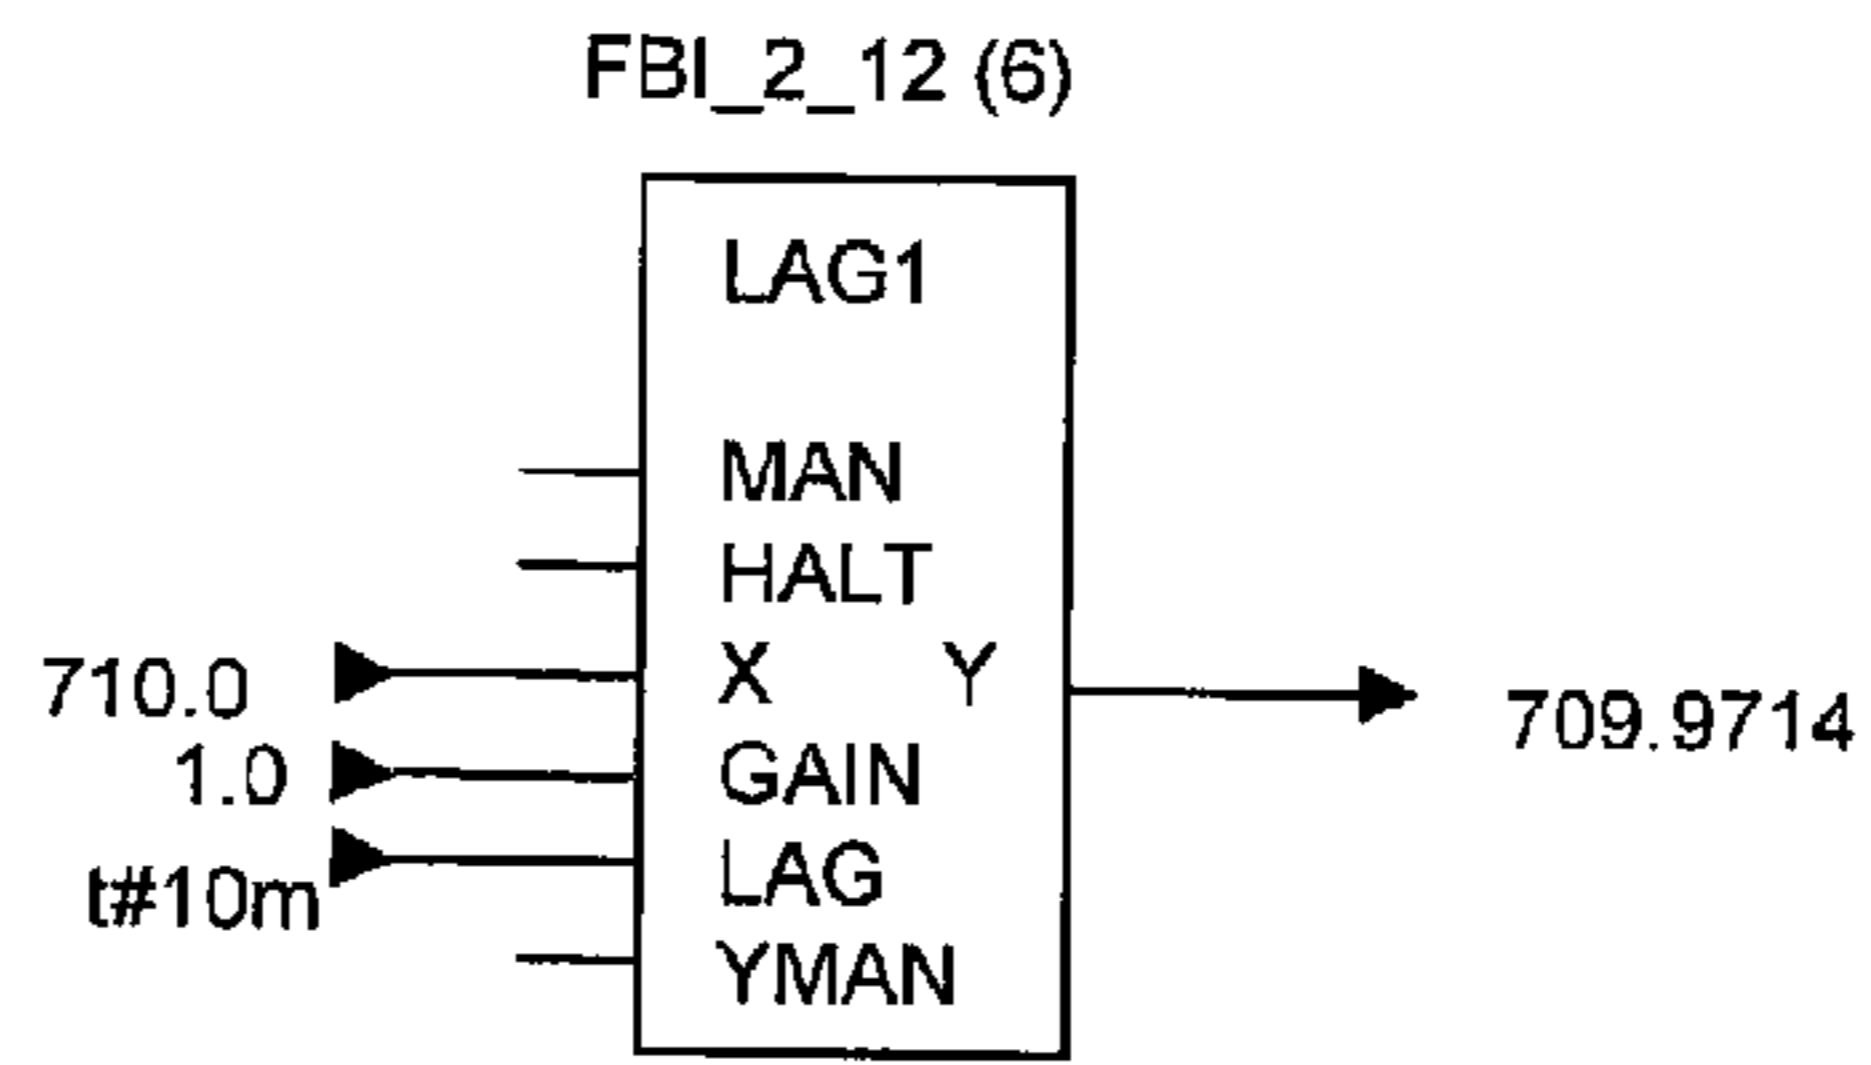 FBI_2_12 (6)
LAG1
MAN
HALT
710.0 X Y 709.9714
1.0 GAIN
t#10m LAG
YMAN